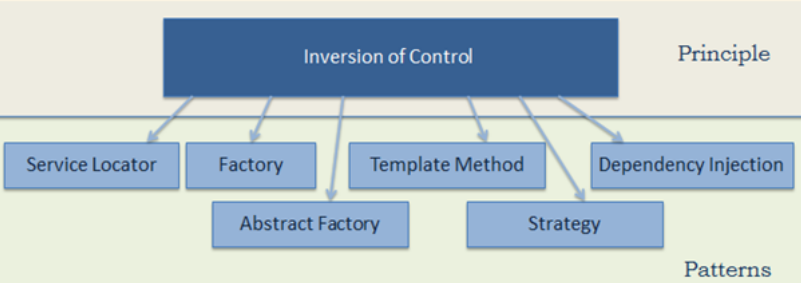 Inversion of Control
Principle
Service Locator
Factory
Template Method
Dependency Injection
Abstract Factory
Strategy
Patterns